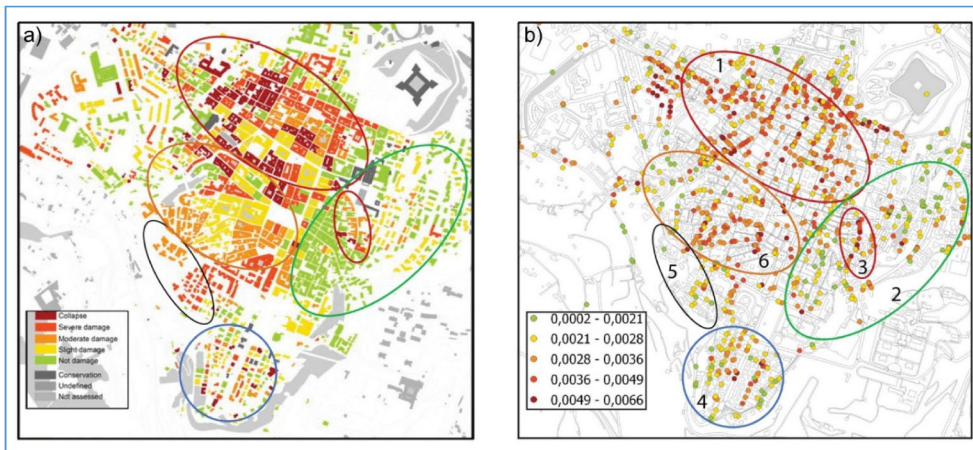 a)
Collapse
Severe damage
Moderate damage
Slight damage
Not damage
Conservation
Undefined
Not assessed
b)
1
2
3
4
5
6
0,0002 - 0,0021
0,0021 - 0,0028
0,0028 - 0,0036
0,0036 - 0,0049
0,0049 - 0,0066